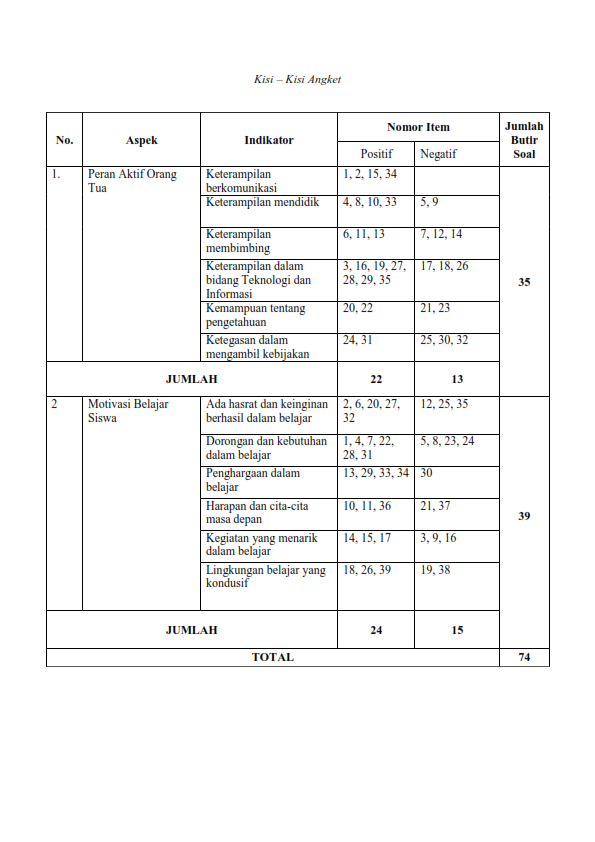 Kisi – Kisi Angket
No. Aspek Indikator Nomor Item Jumlah Butir Soal
Positif Negatif
1. Peran Aktif Orang Tua Keterampilan berkomunikasi 1, 2, 15, 34 35
Keterampilan mendidik 4, 8, 10, 33 5, 9
Keterampilan membimbing 6, 11, 13 7, 12, 14
Keterampilan dalam bidang Teknologi dan Informasi 3, 16, 19, 27, 28, 29, 35 17, 18, 26
Kemampuan tentang pengetahuan 20, 22 21, 23
Ketegasan dalam mengambil kebijakan 24, 31 25, 30, 32
JUMLAH 22 13
2 Motivasi Belajar Siswa Ada hasrat dan keinginan berhasil dalam belajar 2, 6, 20, 27, 32 12, 25, 35 39
Dorongan dan kebutuhan dalam belajar 1, 4, 7, 22, 28, 31 5, 8, 23, 24
Penghargaan dalam belajar 13, 29, 33, 34 30
Harapan dan cita-cita masa depan 10, 11, 36 21, 37
Kegiatan yang menarik dalam belajar 14, 15, 17 3, 9, 16
Lingkungan belajar yang kondusif 18, 26, 39 19, 38
JUMLAH 24 15
TOTAL 74